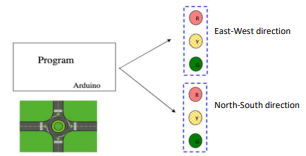 R
East-West direction
Y
Program
Arduino
R
North-South direction
Y